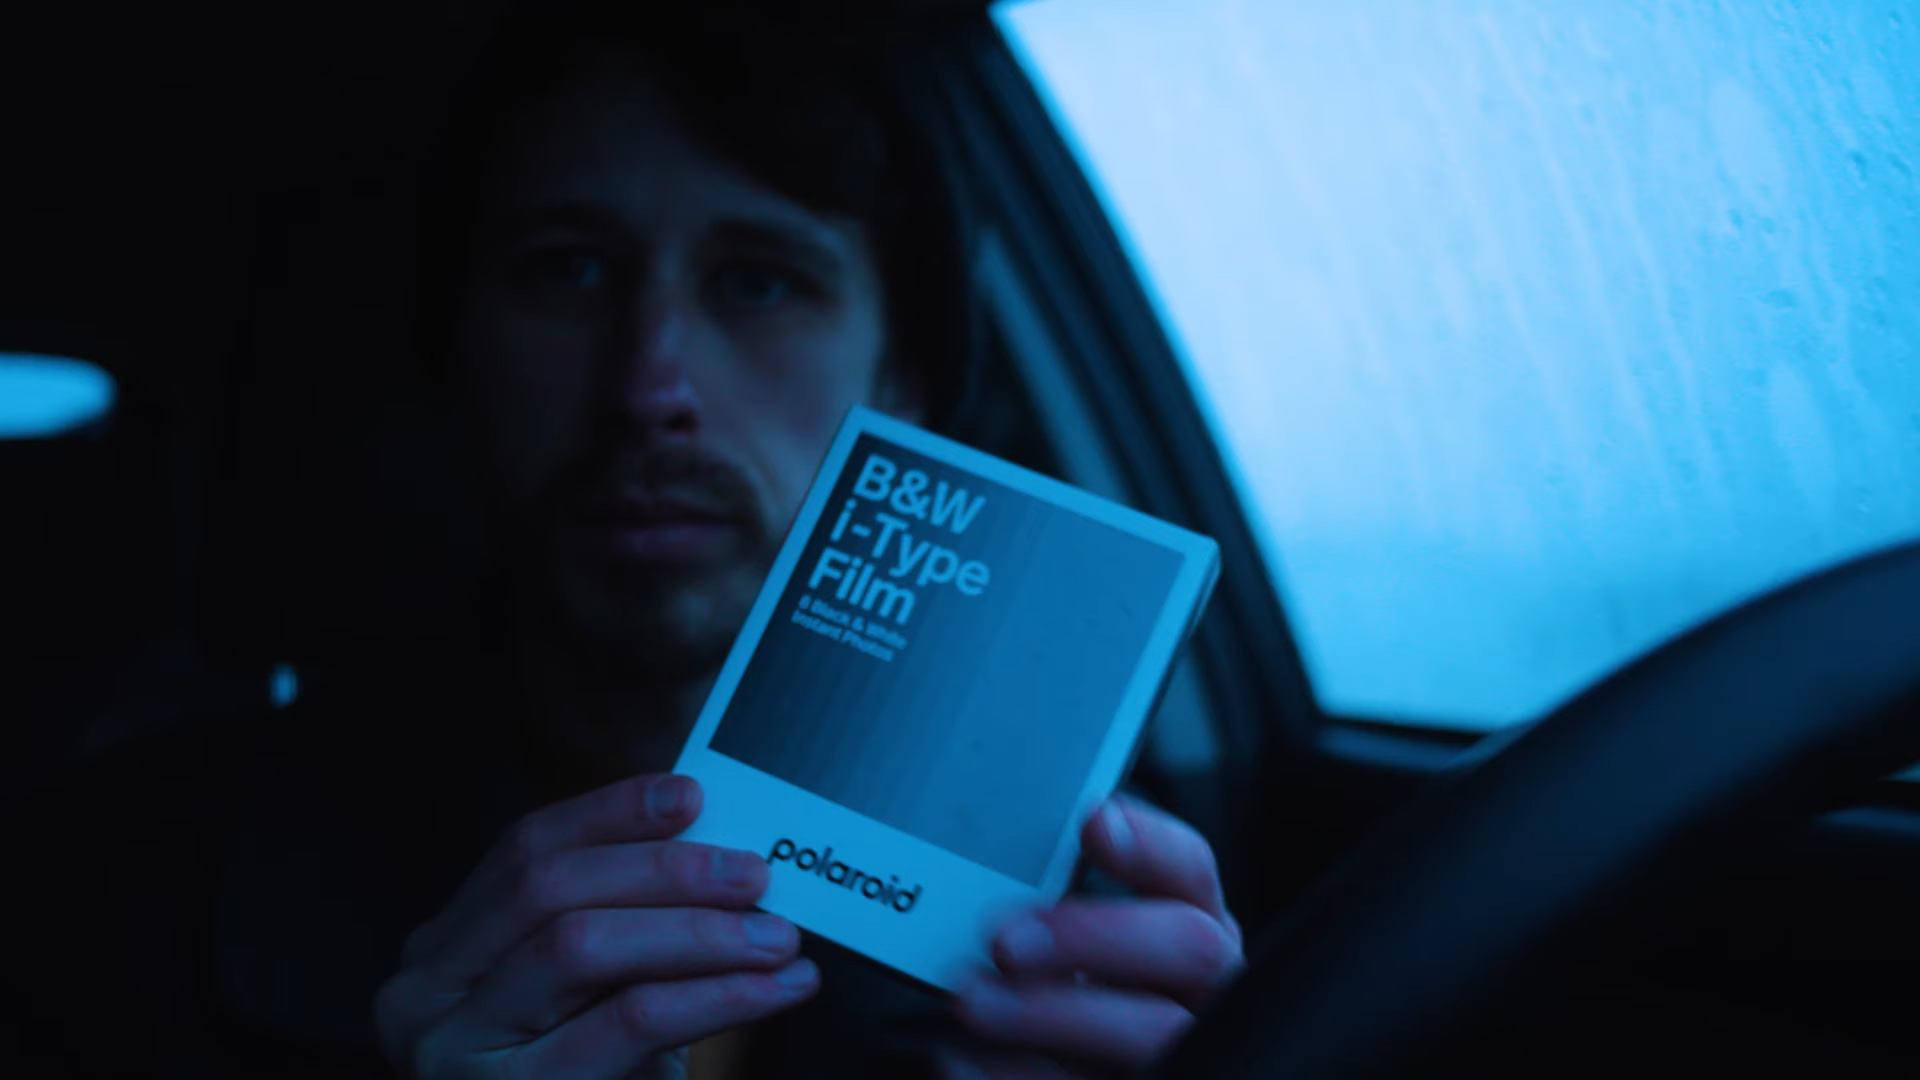 B&W
i-Type
Film
8 Black & White
Instant Photos
polaroid